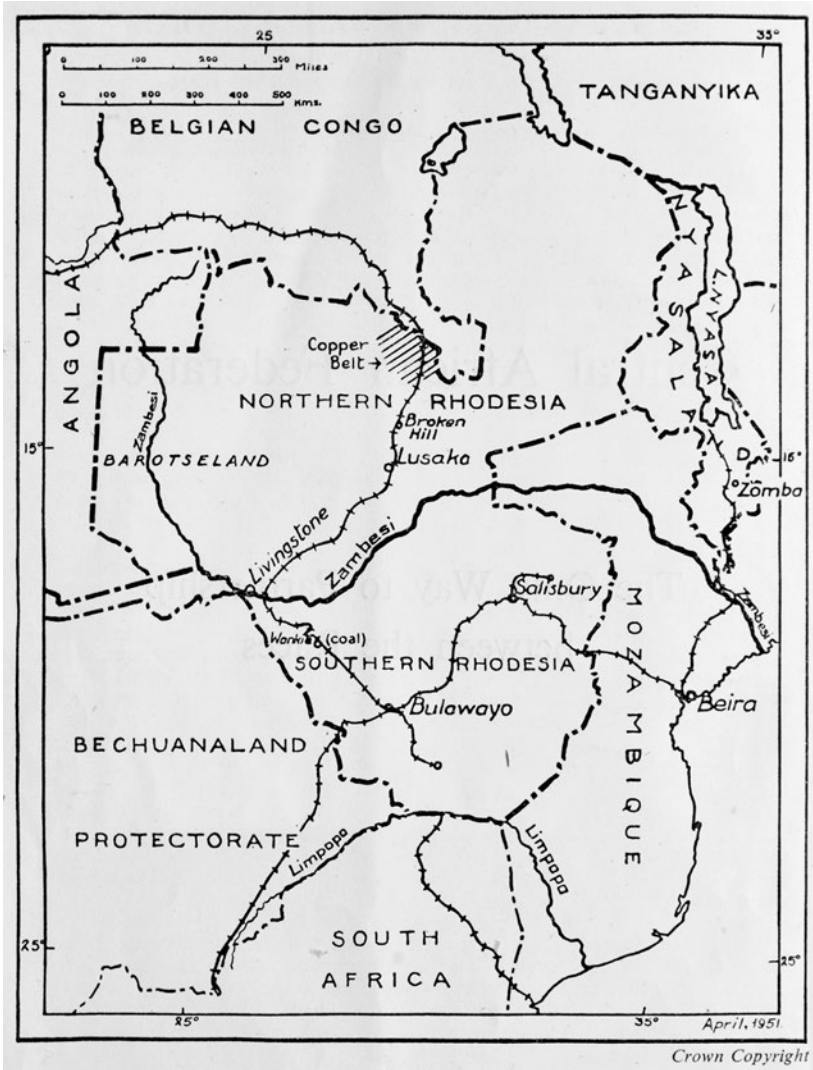 25° 35°
0 100 200 300 Miles
0 100 200 300 400 500 Kms.
TANGANYIKA
BELGIAN CONGO
ANGOLA
NYASALAND
L. NYASA
Copper
Belt →
NORTHERN RHODESIA
Zambesi
Broken
Hill
15° 15°
BAROTSELAND
Lusaka
Zomba
Livingstone
Zambesi
Salisbury
Zambesi
Wankie (coal)
SOUTHERN RHODESIA
MOZAMBIQUE
Bulawayo
Beira
BECHUANALAND
PROTECTORATE
Limpopo
Limpopo
SOUTH
AFRICA
25° 25°
25° 35°
April, 1951.
Crown Copyright